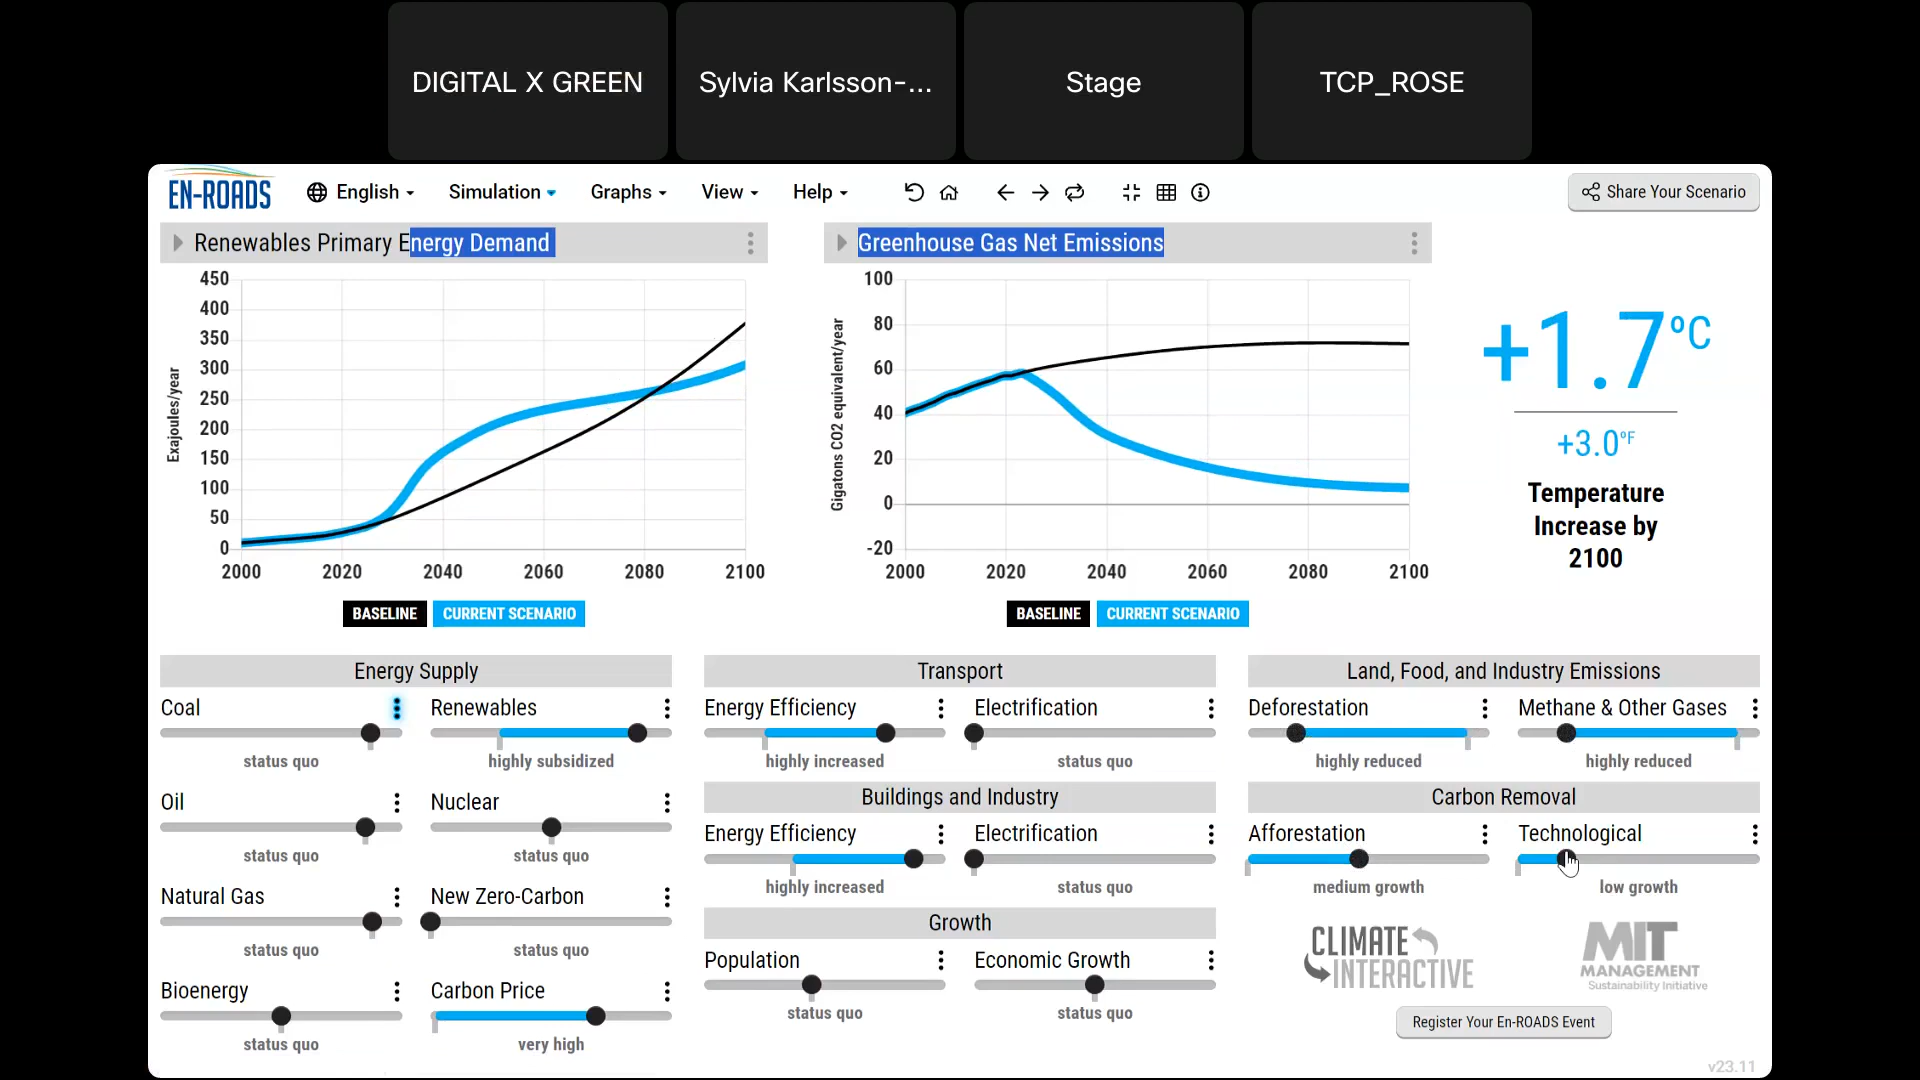 DIGITAL X GREEN
Sylvia Karlsson-...
Stage
TCP_ROSE
EN-ROADS
English
Simulation
Graphs
View
Help
Share Your Scenario
Renewables Primary Energy Demand
Exajoules/year
450
400
350
300
250
200
150
100
50
0
2000 2020 2040 2060 2080 2100
BASELINE CURRENT SCENARIO
Greenhouse Gas Net Emissions
Gigatons CO2 equivalent/year
100
80
60
40
20
0
-20
2000 2020 2040 2060 2080 2100
BASELINE CURRENT SCENARIO
+1.7ºC
+3.0ºF
Temperature
Increase by
2100
Energy Supply
Coal
status quo
Renewables
highly subsidized
Oil
status quo
Nuclear
status quo
Natural Gas
status quo
New Zero-Carbon
status quo
Bioenergy
status quo
Carbon Price
very high
Transport
Energy Efficiency
highly increased
Electrification
status quo
Buildings and Industry
Energy Efficiency
highly increased
Electrification
status quo
Growth
Population
status quo
Economic Growth
status quo
Land, Food, and Industry Emissions
Deforestation
highly reduced
Methane & Other Gases
highly reduced
Carbon Removal
Afforestation
medium growth
Technological
low growth
CLIMATE
INTERACTIVE
MIT
MANAGEMENT
Sustainability Initiative
Register Your En-ROADS Event
v23.11